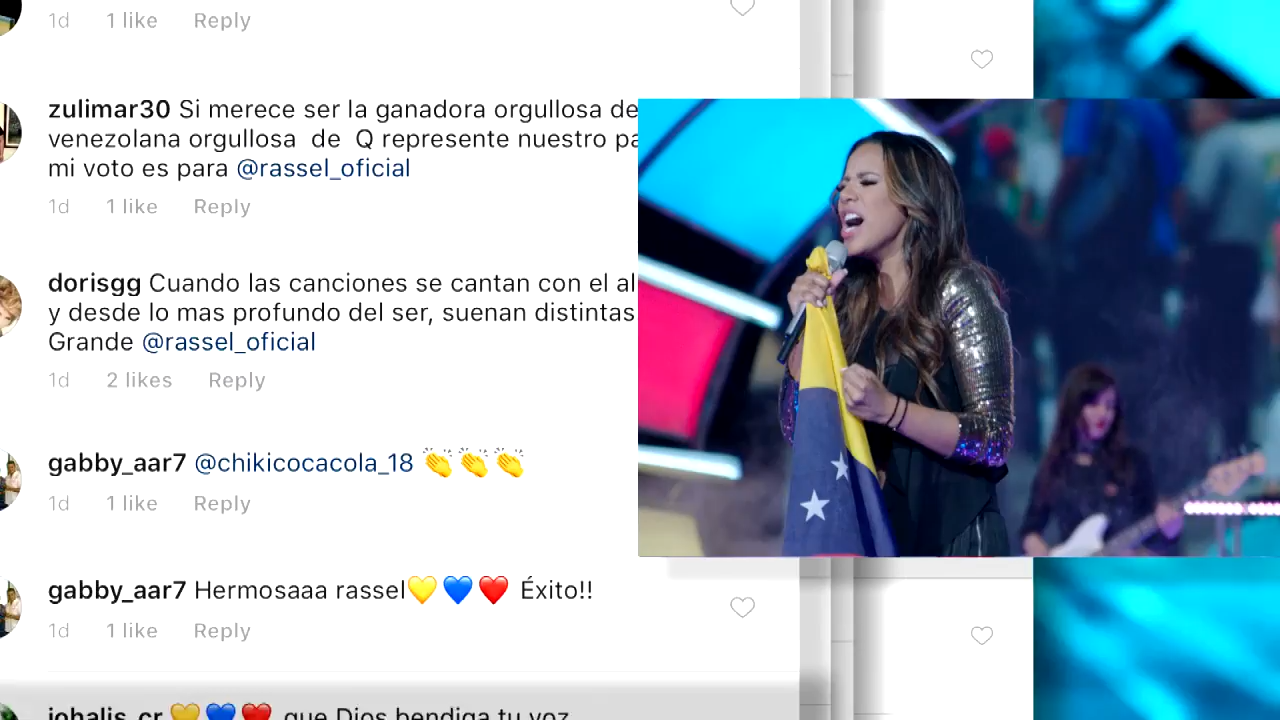 1d 1 like Reply
zulimar30 Si merece ser la ganadora orgullosa de
venezolana orgullosa de Q represente nuestro pa
mi voto es para @rassel_oficial
1d 1 like Reply
dorisgg Cuando las canciones se cantan con el al
y desde lo mas profundo del ser, suenan distintas
Grande @rassel_oficial
1d 2 likes Reply
gabby_aar7 @chikicocacola_18 👏👏👏
1d 1 like Reply
gabby_aar7 Hermosaaa rassel💛💙❤️ Éxito!!
1d 1 like Reply
johalis_cr 💛💙❤️ que Dios bendiga tu voz